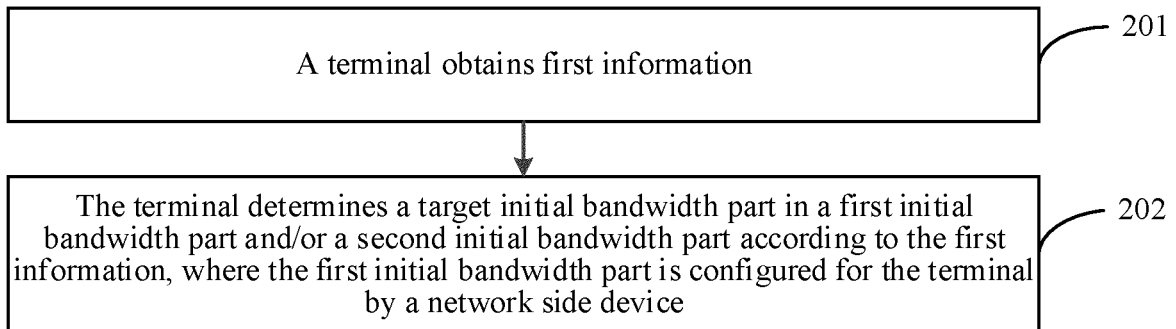 A terminal obtains first information
201
The terminal determines a target initial bandwidth part in a first initial
bandwidth part and/or a second initial bandwidth part according to the first
information, where the first initial bandwidth part is configured for the terminal
by a network side device
202